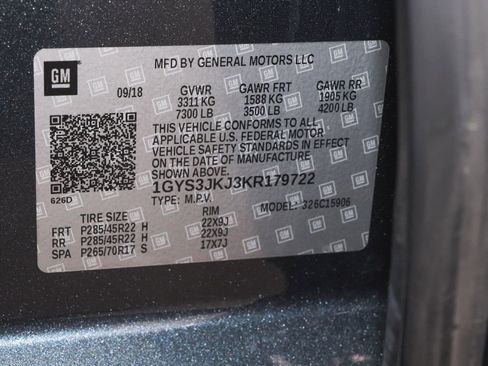 GM
MFD BY GENERAL MOTORS LLC
09/18 GVWR GAWR FRT GAWR RR
3311 KG 1588 KG 1905 KG
7300 LB 3500 LB 4200 LB
THIS VEHICLE CONFORMS TO ALL
APPLICABLE U.S. FEDERAL MOTOR
VEHICLE SAFETY STANDARDS IN EFFECT
ON THE DATE OF MANUFACTURE
SHOWN ABOVE.
1GYS3JKJ3KR179722
626D TYPE: M.P.V. 326C15906
TIRE SIZE RIM
FRT P285/45R22 H 22X9J
RR P285/45R22 H 22X9J
SPA P265/70R17 S 17X7J